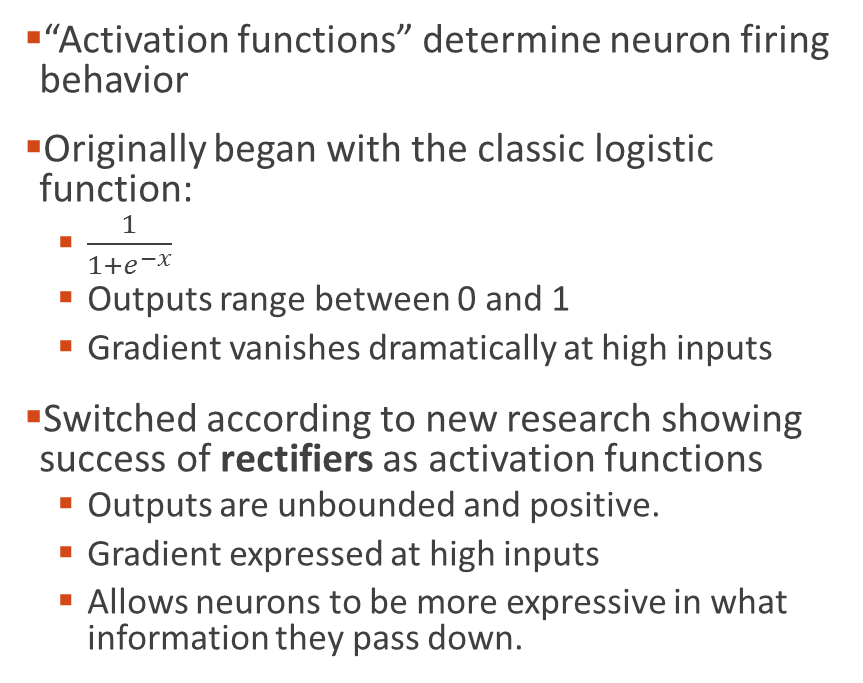 ▪“Activation functions” determine neuron firing
behavior
▪Originally began with the classic logistic
function:
▪ 1/(1+e^−x)
▪ Outputs range between 0 and 1
▪ Gradient vanishes dramatically at high inputs
▪Switched according to new research showing
success of rectifiers as activation functions
▪ Outputs are unbounded and positive.
▪ Gradient expressed at high inputs
▪ Allows neurons to be more expressive in what
information they pass down.